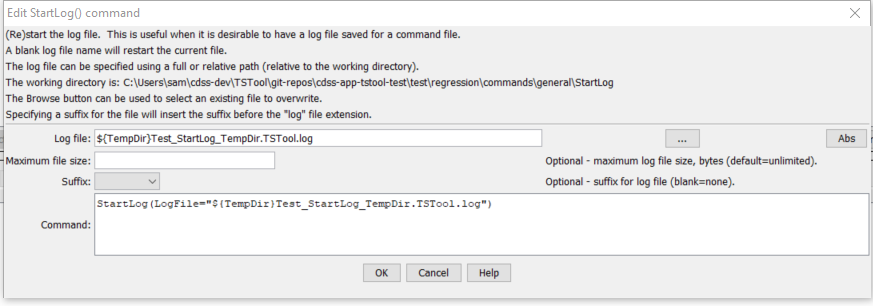 Edit StartLog() command
(Re)start the log file.  This is useful when it is desirable to have a log file saved for a command file.
A blank log file name will restart the current file.
The log file can be specified using a full or relative path (relative to the working directory).
The working directory is: C:\Users\sam\cdss-dev\TSTool\git-repos\cdss-app-tstool-test\test\regression\commands\general\StartLog
The Browse button can be used to select an existing file to overwrite.
Specifying a suffix for the file will insert the suffix before the "log" file extension.
Log file: ${TempDir}Test_StartLog_TempDir.TSTool.log ... Abs
Maximum file size: Optional - maximum log file size, bytes (default=unlimited).
Suffix: Optional - suffix for log file (blank=none).
StartLog(LogFile="${TempDir}Test_StartLog_TempDir.TSTool.log")
Command:
OK Cancel Help